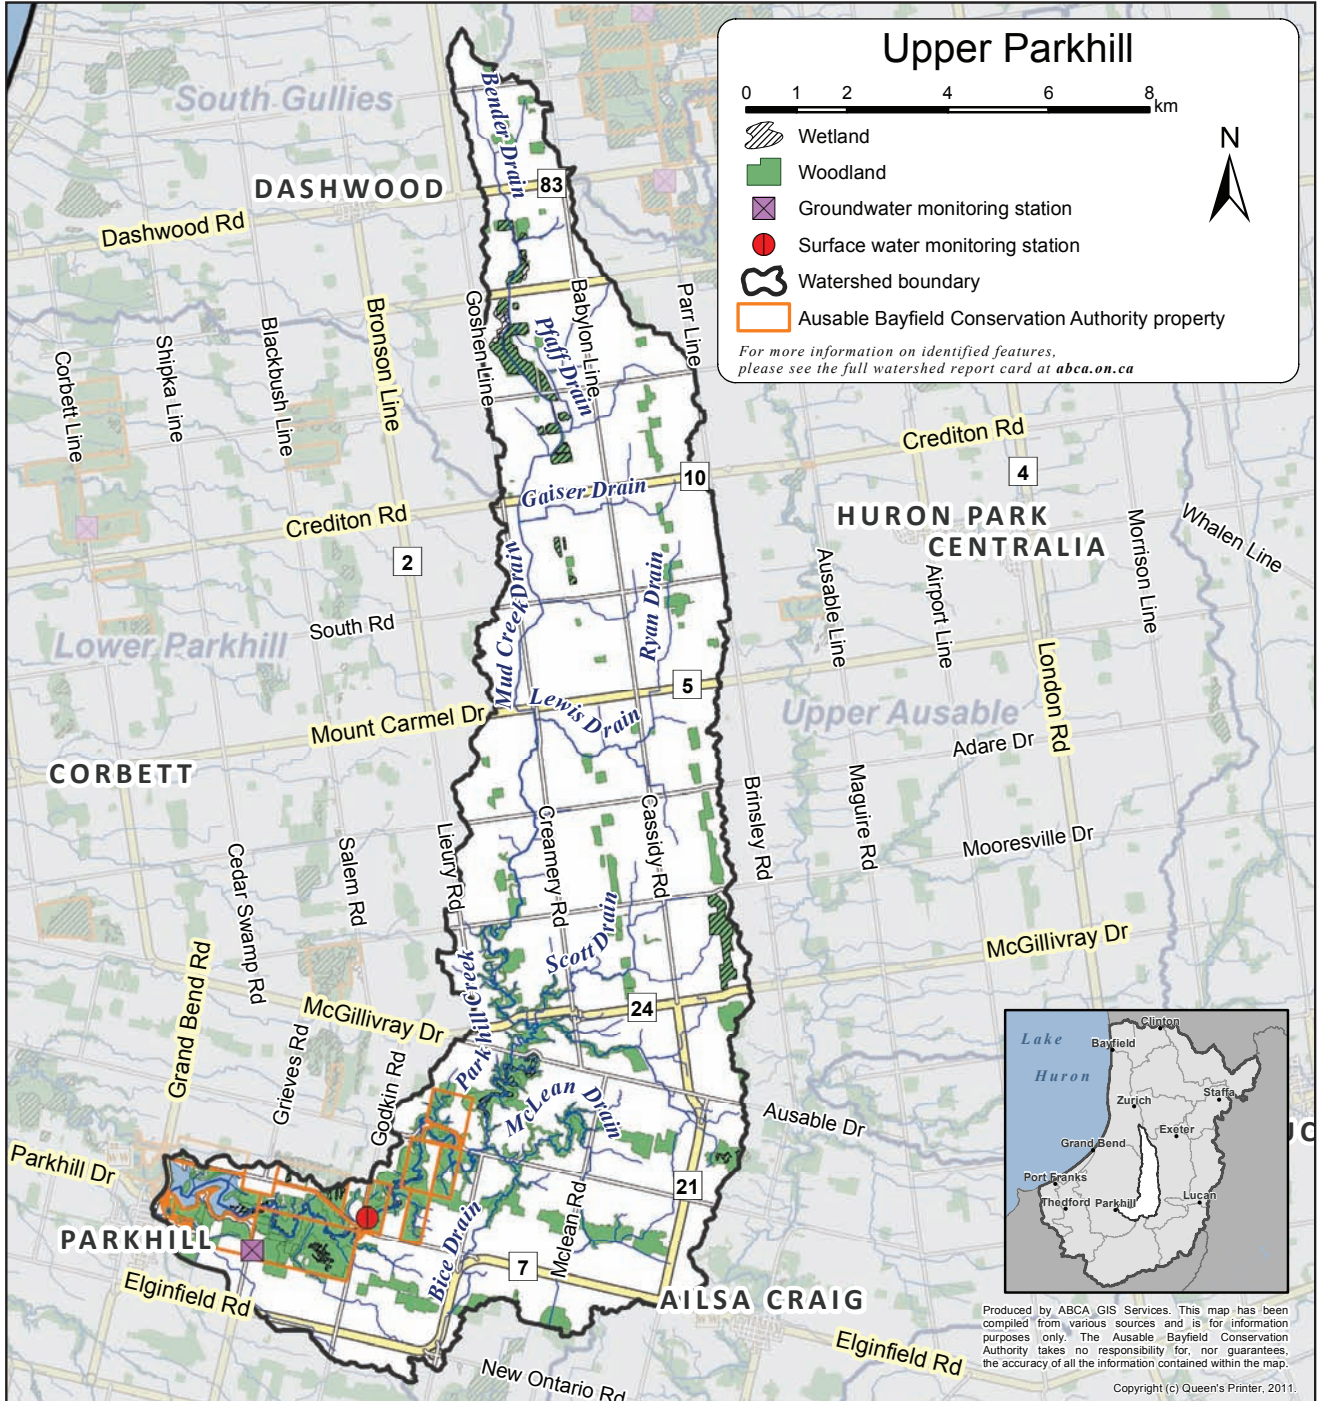 Upper Parkhill
0 1 2 4 6 8 km
Wetland
Woodland
Groundwater monitoring station
Surface water monitoring station
Watershed boundary
Ausable Bayfield Conservation Authority property
For more information on identified features,
please see the full watershed report card at abca.on.ca
N
South Gullies
Bender Drain
DASHWOOD
83
Dashwood Rd
Goshen Line
Babylon Line
Parr Line
Pfaff Drain
Corbett Line
Shipka Line
Blackbush Line
Bronson Line
Crediton Rd
4
10
Gaiser Drain
Crediton Rd
HURON PARK
CENTRALIA
Whalen Line
Morrison Line
2
Mud Creek Drain
Ryan Drain
Ausable Line
Airport Line
South Rd
Lower Parkhill
5
London Rd
Lewis Drain
Mount Carmel Dr
Upper Ausable
Adare Dr
CORBETT
Brinsley Rd
Maguire Rd
Creamery Rd
Cassidy Rd
Lieury Rd
Salem Rd
Cedar Swamp Rd
Mooresville Dr
Scott Drain
McGillivray Dr
Grand Bend Rd
Parkhill Creek
24
McGillivray Dr
Grieves Rd
Godkin Rd
McLean Drain
Ausable Dr
Parkhill Dr
21
Mclean Rd
Bice Drain
PARKHILL
7
Elginfield Rd
AILSA CRAIG
Elginfield Rd
New Ontario Rd
UC
Lake
Huron
Clinton
Bayfield
Staffa
Zurich
Exeter
Grand Bend
Port Franks
Thedford
Parkhill
Lucan
Produced by ABCA GIS Services. This map has been
compiled from various sources and is for information
purposes only. The Ausable Bayfield Conservation
Authority takes no responsibility for, nor guarantees,
the accuracy of all the information contained within the map.
Copyright (c) Queen's Printer, 2011.